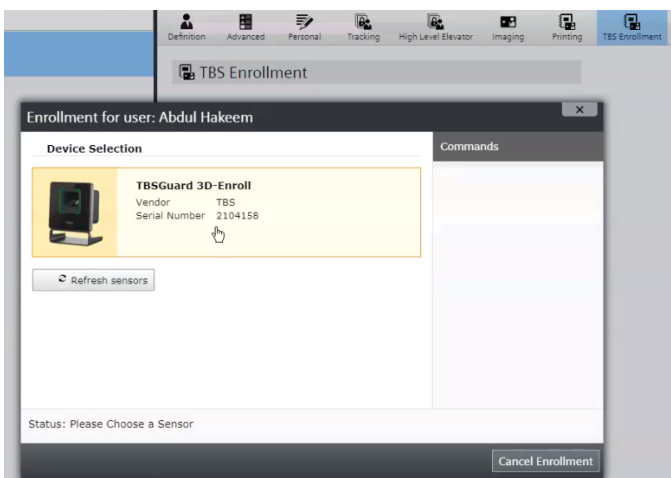 Definition Advanced Personal Tracking High Level Elevator Imaging Printing TBS Enrollment
TBS Enrollment
Enrollment for user: Abdul Hakeem
Device Selection
Commands
TBSGuard 3D-Enroll
Vendor TBS
Serial Number 2104158
Refresh sensors
Status: Please Choose a Sensor
Cancel Enrollment